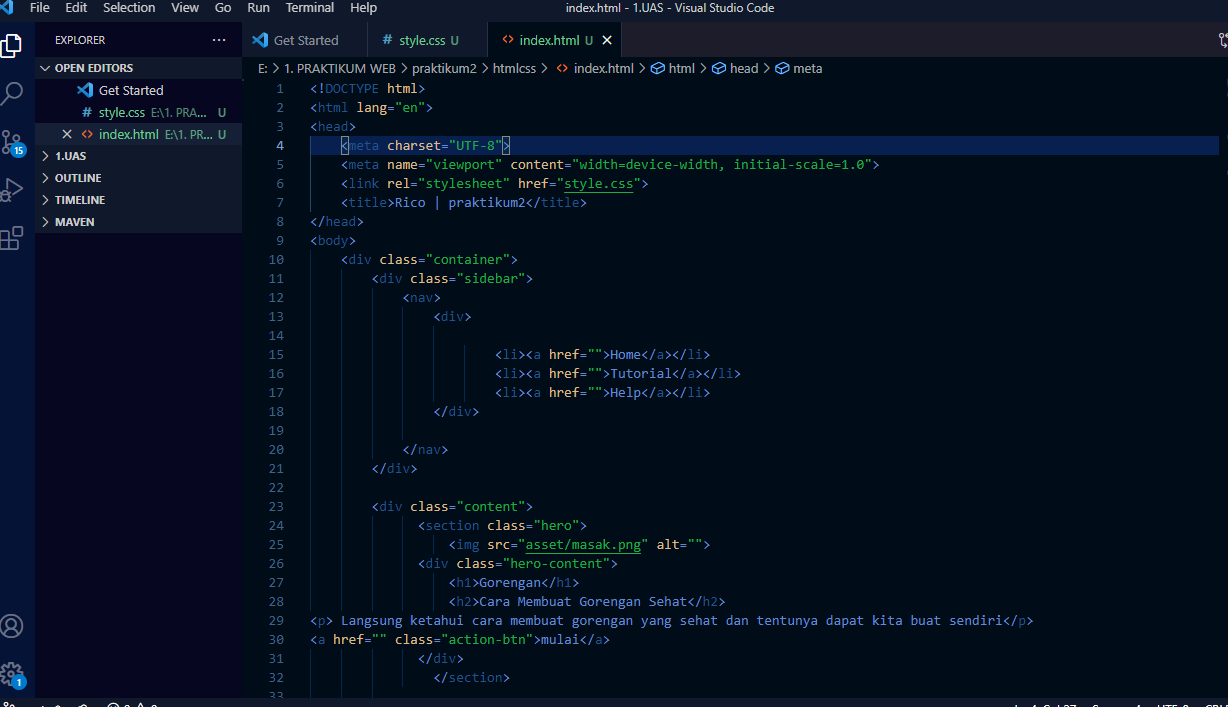 File Edit Selection View Go Run Terminal Help index.html - 1.UAS - Visual Studio Code
EXPLORER ···
Get Started # style.css U <> index.html U ×
OPEN EDITORS
Get Started
# style.css E:\1. PRA... U
× <> index.html E:\1. PR... U
1.UAS
OUTLINE
TIMELINE
MAVEN
15
1
E: > 1. PRAKTIKUM WEB > praktikum2 > htmlcss > <> index.html > html > head > meta
1 <!DOCTYPE html>
2 <html lang="en">
3 <head>
4 <meta charset="UTF-8">
5 <meta name="viewport" content="width=device-width, initial-scale=1.0">
6 <link rel="stylesheet" href="style.css">
7 <title>Rico | praktikum2</title>
8 </head>
9 <body>
10 <div class="container">
11 <div class="sidebar">
12 <nav>
13 <div>
14
15 <li><a href="">Home</a></li>
16 <li><a href="">Tutorial</a></li>
17 <li><a href="">Help</a></li>
18 </div>
19
20 </nav>
21 </div>
22
23 <div class="content">
24 <section class="hero">
25 <img src="asset/masak.png" alt="">
26 <div class="hero-content">
27 <h1>Gorengan</h1>
28 <h2>Cara Membuat Gorengan Sehat</h2>
29 <p> Langsung ketahui cara membuat gorengan yang sehat dan tentunya dapat kita buat sendiri</p>
30 <a href="" class="action-btn">mulai</a>
31 </div>
32 </section>
33